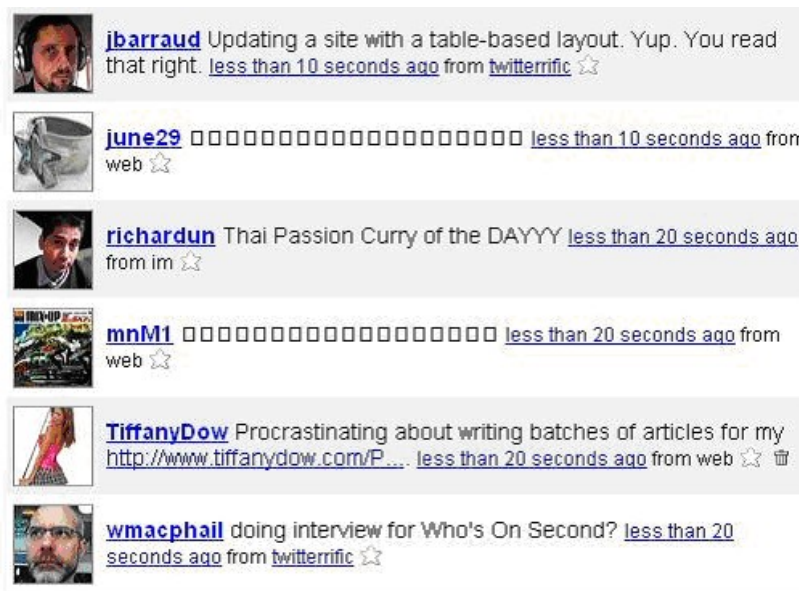 jbarraud Updating a site with a table-based layout. Yup. You read
that right. less than 10 seconds ago from twitterrific
june29 less than 10 seconds ago from
web
richardun Thai Passion Curry of the DAYYY less than 20 seconds ago
from im
MIX-UP
mnM1 less than 20 seconds ago from
web
TiffanyDow Procrastinating about writing batches of articles for my
http://www.tiffanydow.com/P.... less than 20 seconds ago from web
wmacphail doing interview for Who's On Second? less than 20
seconds ago from twitterrific